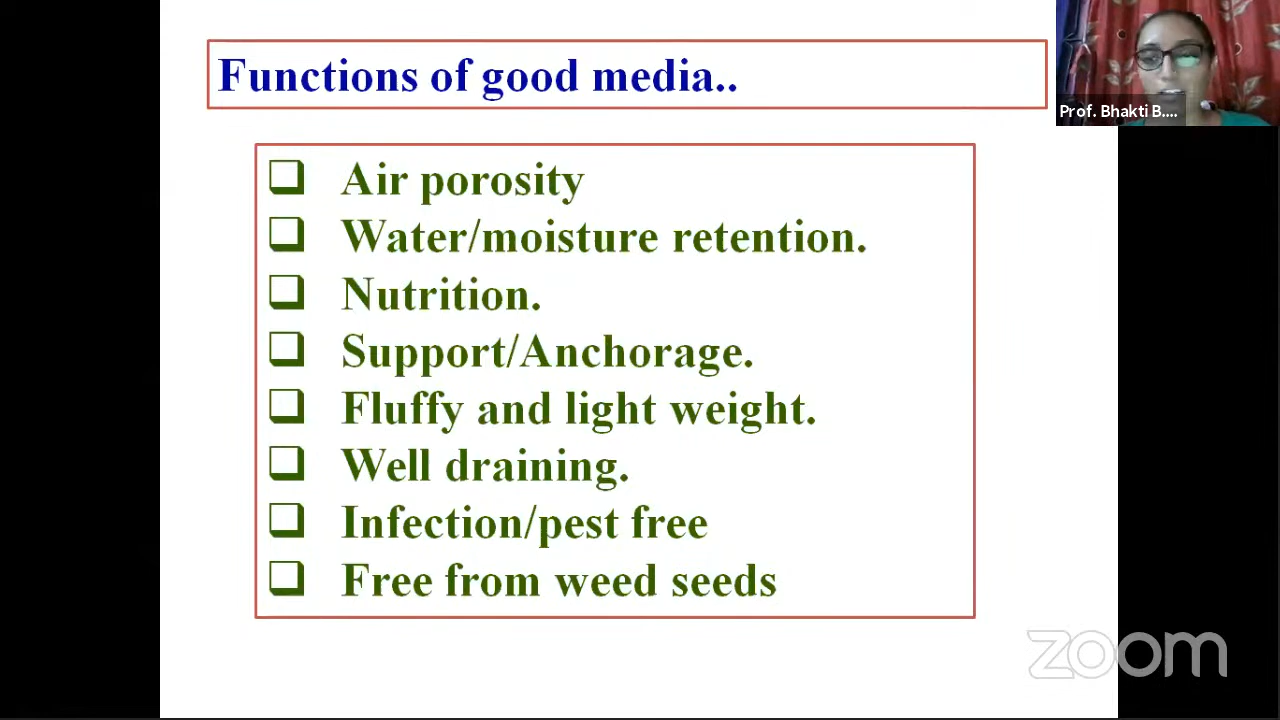 Functions of good media..
Prof. Bhakti B....
Air porosity
Water/moisture retention.
Nutrition.
Support/Anchorage.
Fluffy and light weight.
Well draining.
Infection/pest free
Free from weed seeds
zoom